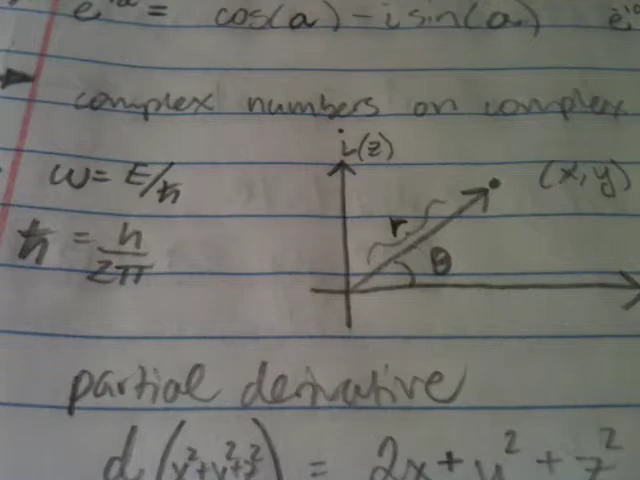 = cos(a) - i sin(a)
complex numbers on complex
i(z)
ω = E/ħ
(x,y)
r
θ
ħ = h/2π
partial derivative
d (x²+y²+z²) = 2x + y² + z²